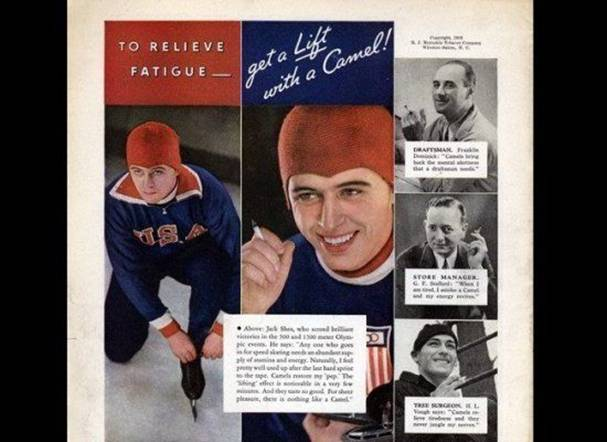 TO RELIEVE
FATIGUE—
get a Lift
with a Camel!
R. J. Reynolds Tobacco Company
Winston-Salem, N. C.
U.S.A.
DRAFTSMAN. Franklin
Dominick: "Camels bring
back the mental alertness
that a draftsman needs."
STORE MANAGER.
G. F. Stafford: "When I
am tired, I smoke a Camel
and my energy revives."
TREE SURGEON. H. L.
Vough says: "Camels re-
lieve tiredness and they
never jangle my nerves."
● Above: Jack Shea, who scored brilliant
victories in the 500 and 1500 meter Olym-
pic events. He says: "Any one who goes
in for speed skating needs an abundant sup-
ply of stamina and energy. Naturally, I feel
pretty well used up after the last hard sprint
to the tape. Camels restore my 'pep.' The
'lifting' effect is noticeable in a very few
minutes. And they taste so good. For sheer
pleasure, there is nothing like a Camel."